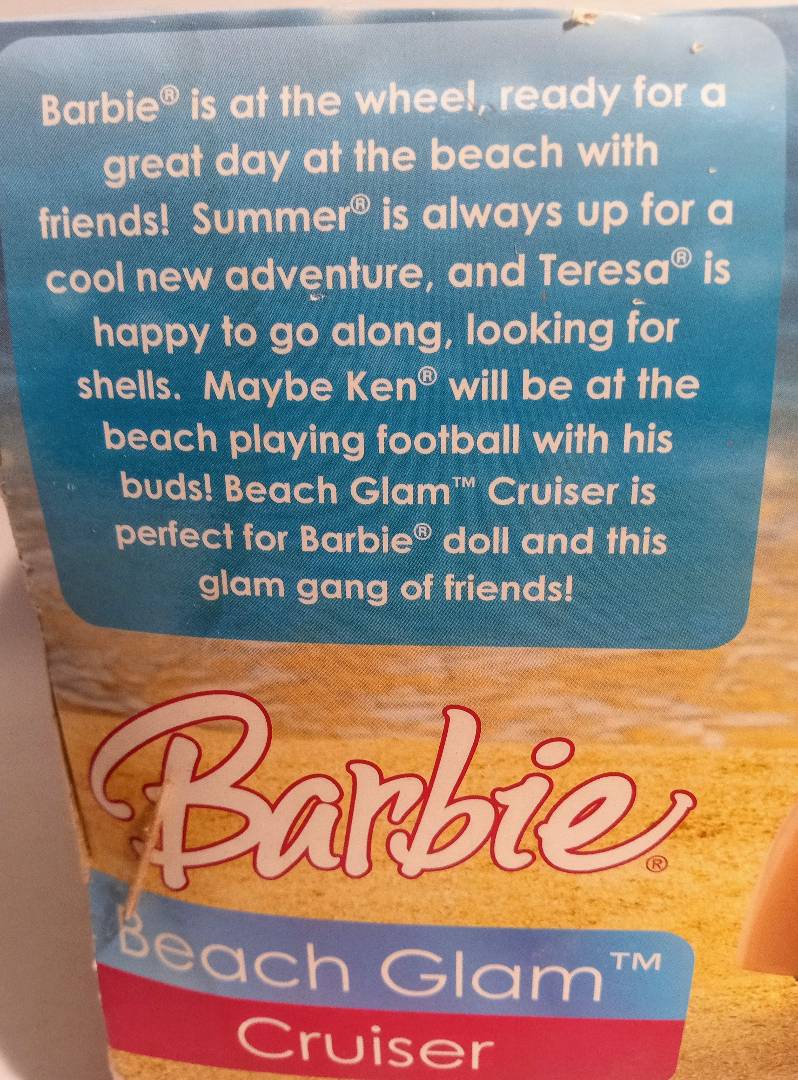 Barbie® is at the wheel, ready for a
great day at the beach with
friends! Summer® is always up for a
cool new adventure, and Teresa® is
happy to go along, looking for
shells. Maybe Ken® will be at the
beach playing football with his
buds! Beach Glam™ Cruiser is
perfect for Barbie® doll and this
glam gang of friends!
Barbie®
Beach Glam™
Cruiser